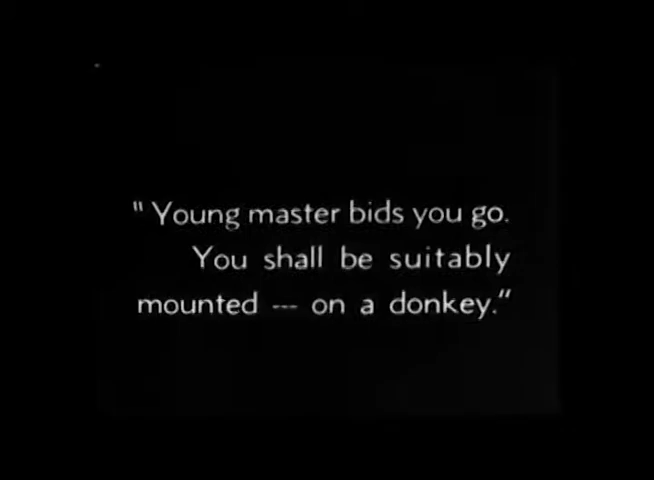 "Young master bids you go.
You shall be suitably
mounted --- on a donkey."